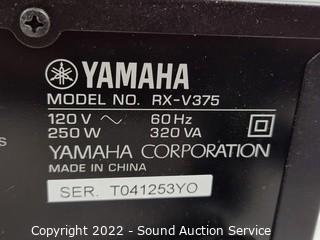 YAMAHA
MODEL NO. RX-V375
120 V ~ 60 Hz
250 W 320 VA
YAMAHA CORPORATION
MADE IN CHINA
SER. T041253YO
Copyright 2022 - Sound Auction Service